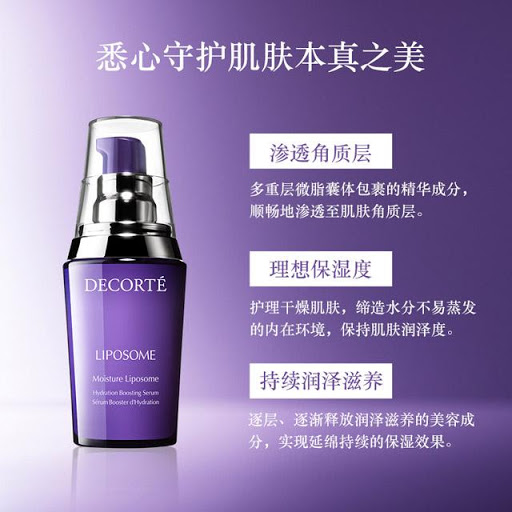 悉心守护肌肤本真之美
渗透角质层
多重层微脂囊体包裹的精华成分，
顺畅地渗透至肌肤角质层。
理想保湿度
护理干燥肌肤，缔造水分不易蒸发
的内在环境，保持肌肤润泽度。
持续润泽滋养
逐层、逐渐释放润泽滋养的美容成
分，实现延绵持续的保湿效果。
DECORTÉ
LIPOSOME
Moisture Liposome
Hydration Boosting Serum
Sérum Booster d'Hydratation